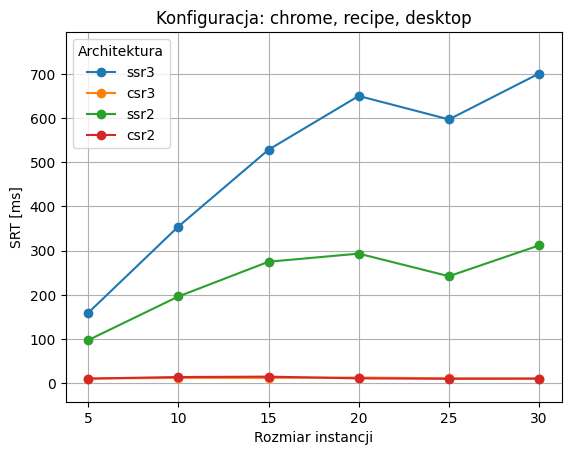 Konfiguracja: chrome, recipe, desktop
Architektura
ssr3
csr3
ssr2
csr2
700
600
500
400
300
200
100
0
SRT [ms]
5 10 15 20 25 30
Rozmiar instancji